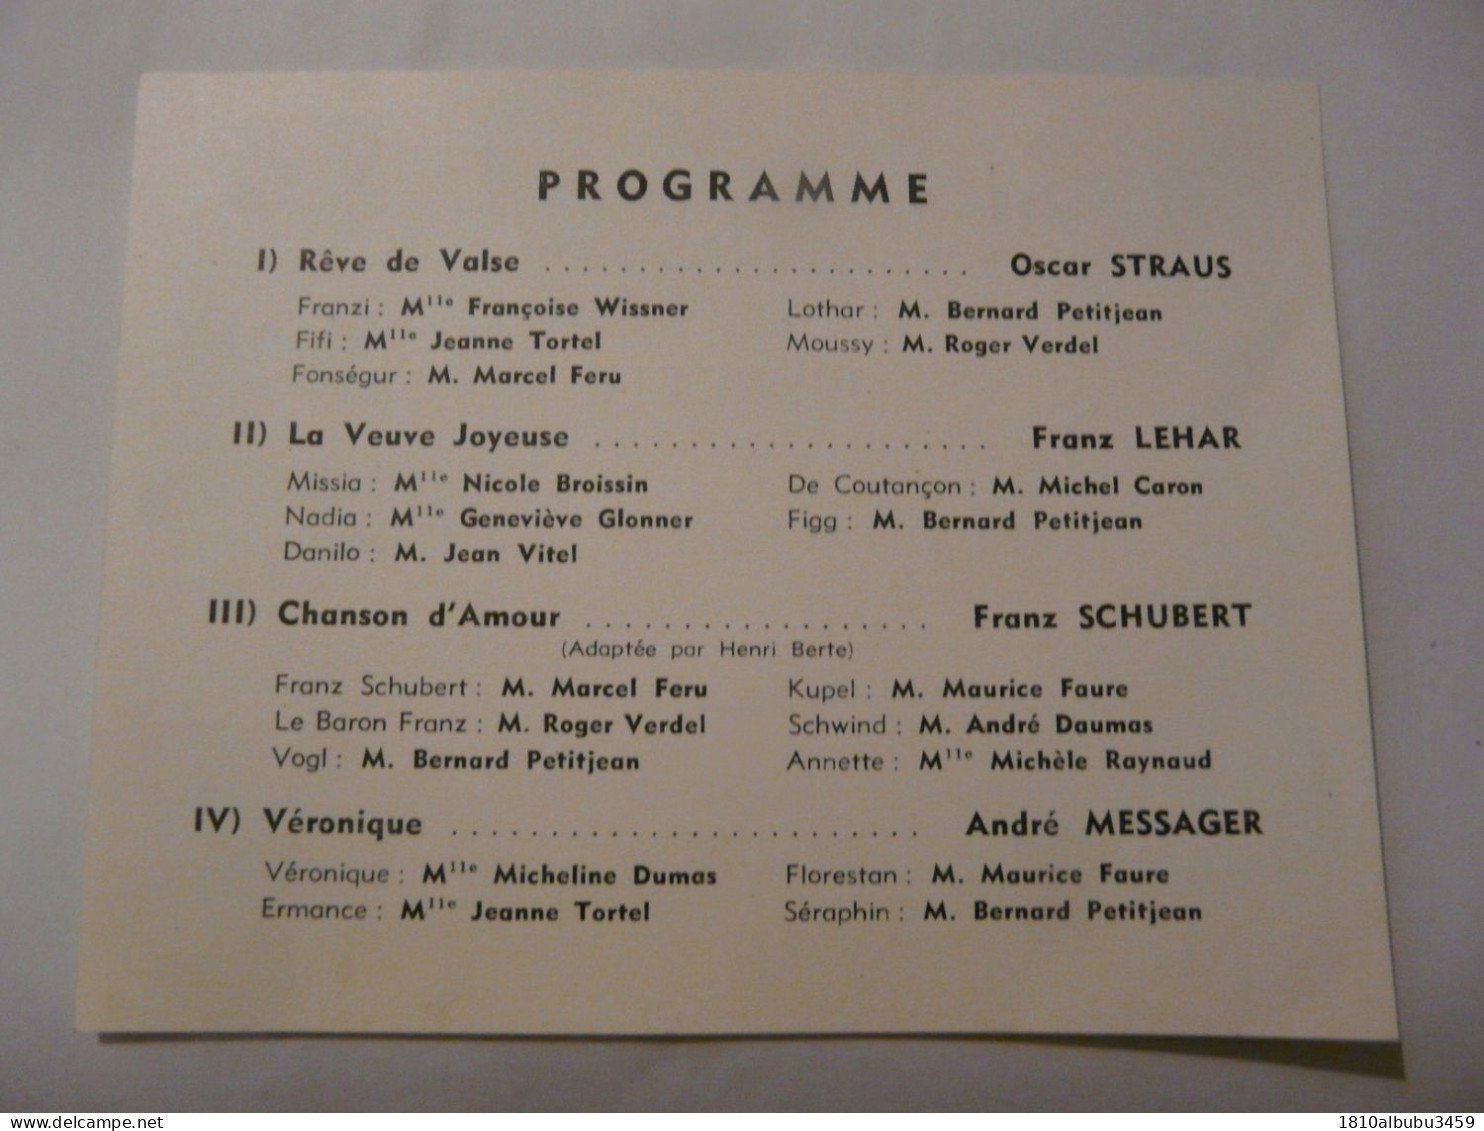 PROGRAMME
I) Rêve de Valse ........................ Oscar STRAUS
Franzi : Mlle Françoise Wissner Lothar : M. Bernard Petitjean
Fifi : Mlle Jeanne Tortel Moussy : M. Roger Verdel
Fonségur : M. Marcel Feru
II) La Veuve Joyeuse ...................... Franz LEHAR
Missia : Mlle Nicole Broissin De Coutançon : M. Michel Caron
Nadia : Mlle Geneviève Glonner Figg : M. Bernard Petitjean
Danilo : M. Jean Vitel
III) Chanson d'Amour ................... Franz SCHUBERT
(Adaptée par Henri Berte)
Franz Schubert : M. Marcel Feru Kupel : M. Maurice Faure
Le Baron Franz : M. Roger Verdel Schwind : M. André Daumas
Vogl : M. Bernard Petitjean Annette : Mlle Michèle Raynaud
IV) Véronique ......................... André MESSAGER
Véronique : Mlle Micheline Dumas Florestan : M. Maurice Faure
Ermance : Mlle Jeanne Tortel Séraphin : M. Bernard Petitjean
delcampe.net
1810albubu3459